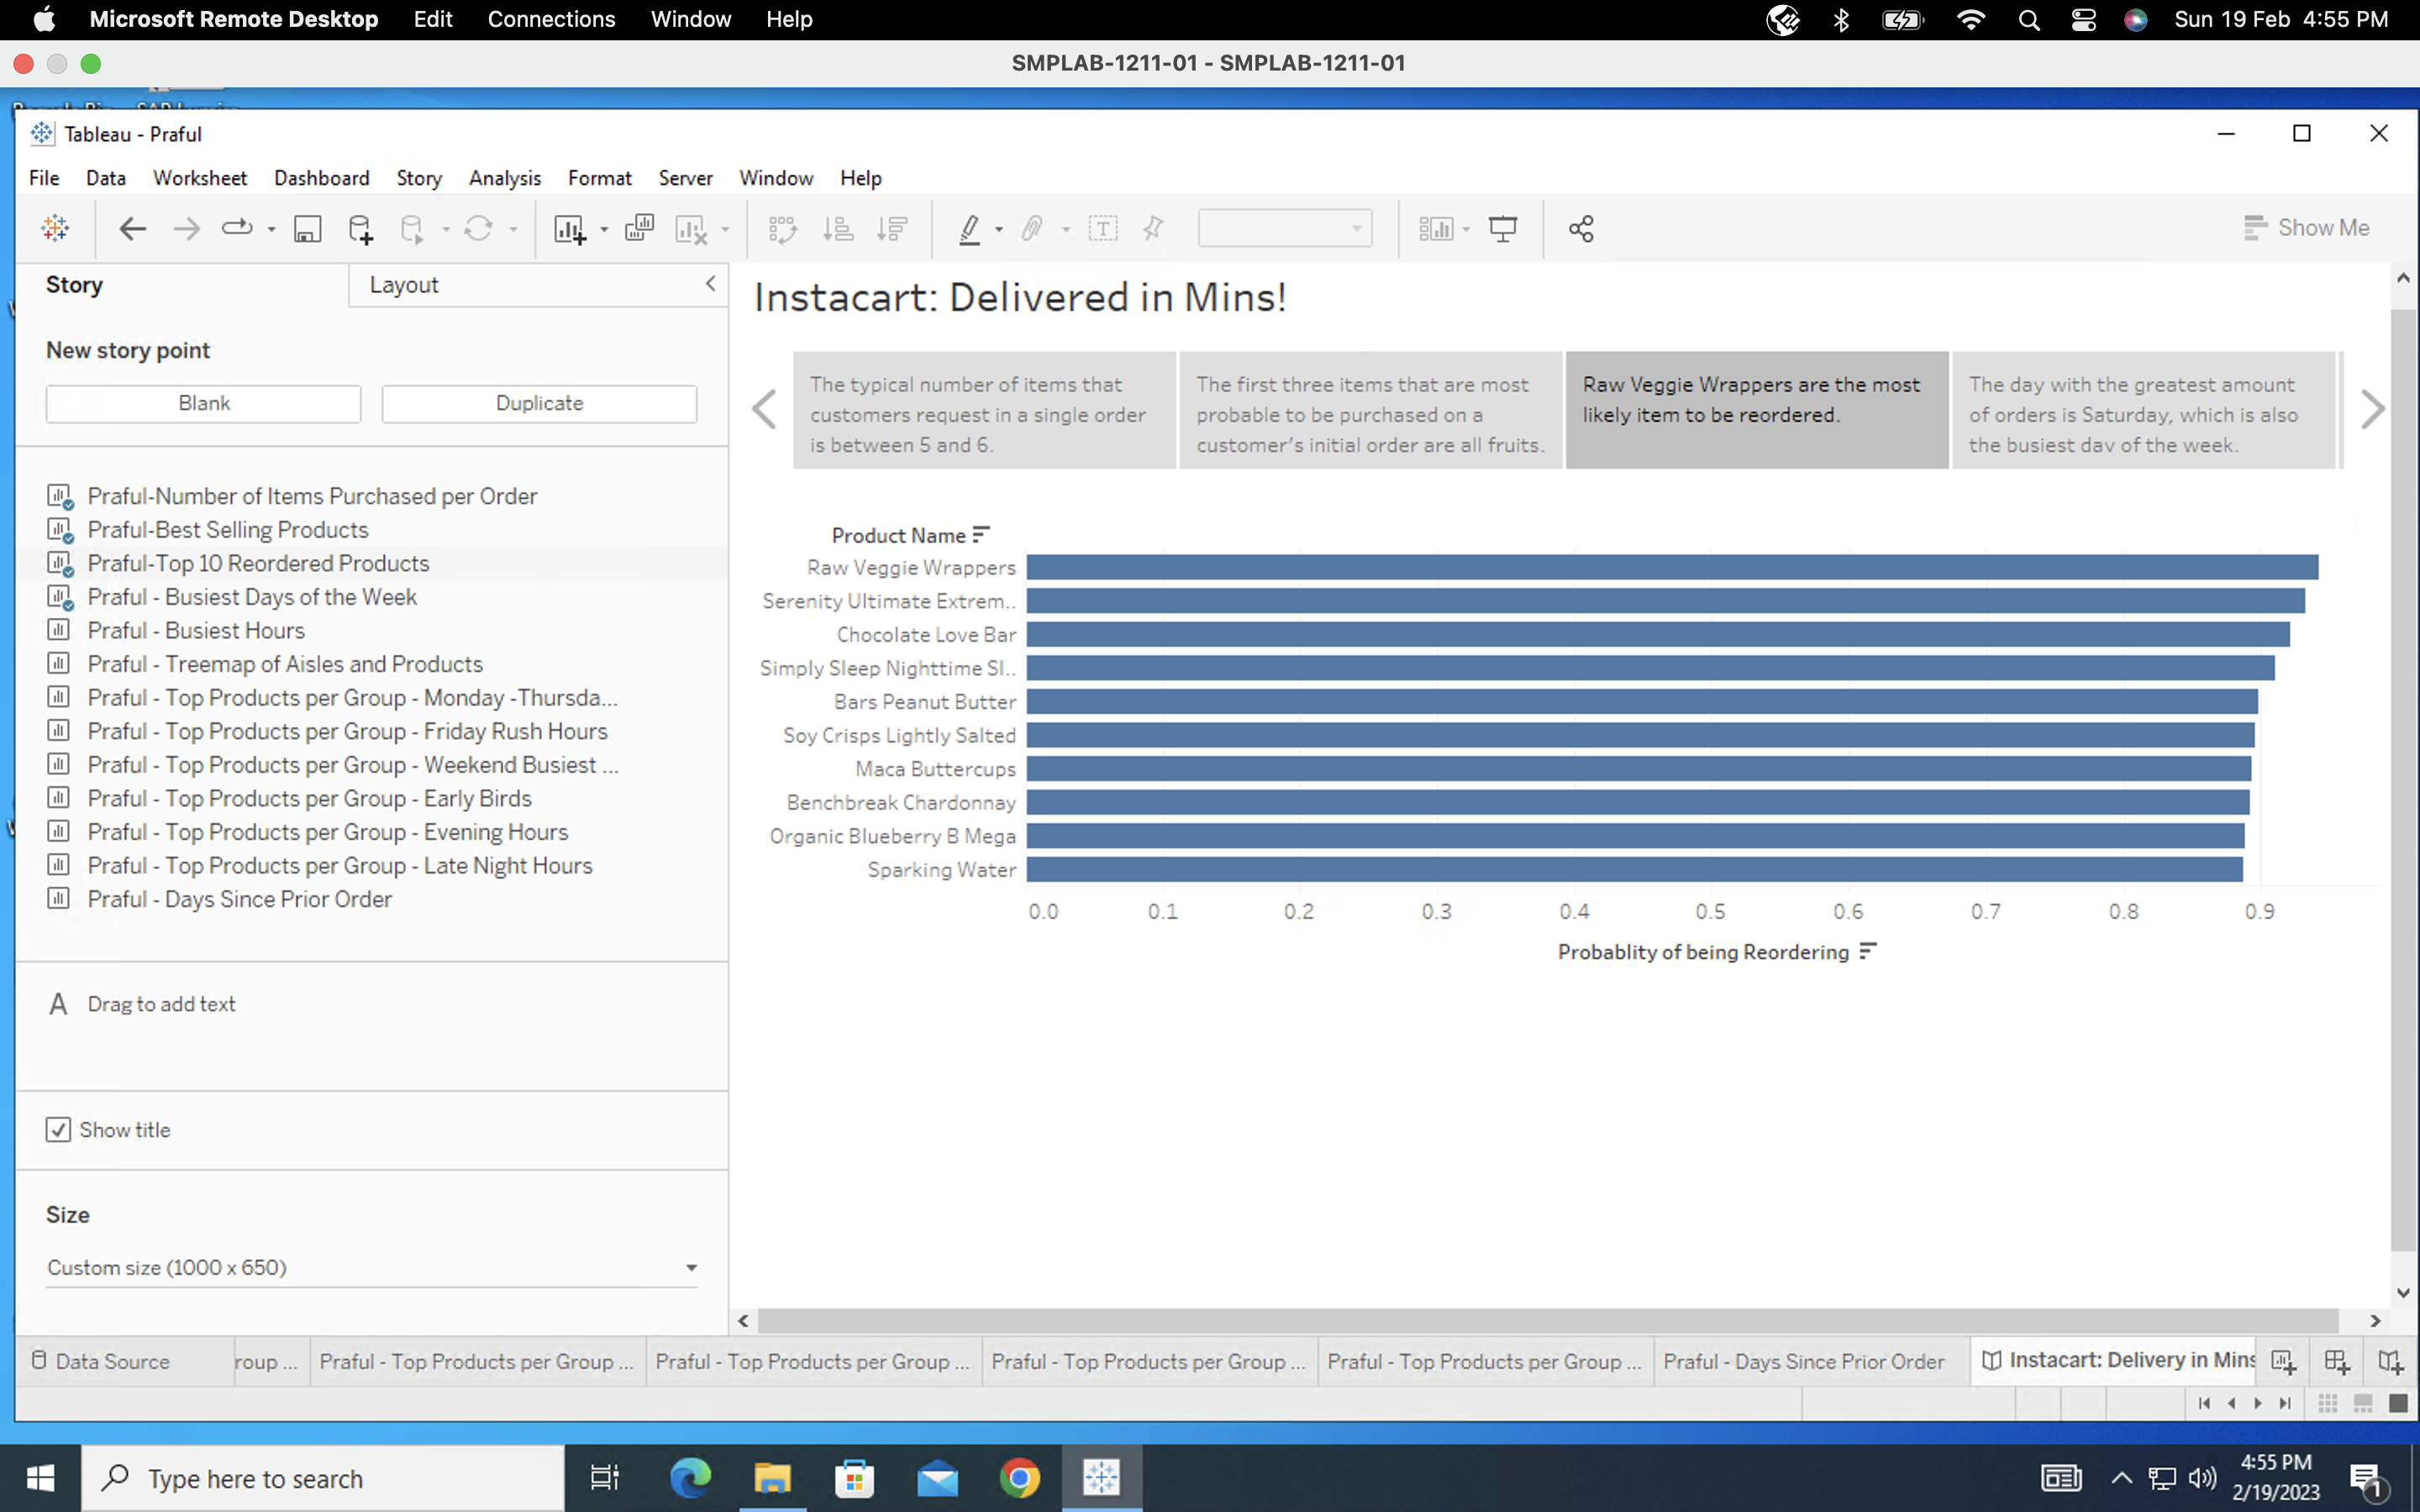 Microsoft Remote Desktop Edit Connections Window Help Sun 19 Feb 4:55 PM
SMPLAB-1211-01 - SMPLAB-1211-01
Tableau - Praful
File Data Worksheet Dashboard Story Analysis Format Server Window Help
Show Me
Story Layout
New story point
Blank Duplicate
Praful-Number of Items Purchased per Order
Praful-Best Selling Products
Praful-Top 10 Reordered Products
Praful - Busiest Days of the Week
Praful - Busiest Hours
Praful - Treemap of Aisles and Products
Praful - Top Products per Group - Monday -Thursda...
Praful - Top Products per Group - Friday Rush Hours
Praful - Top Products per Group - Weekend Busiest ...
Praful - Top Products per Group - Early Birds
Praful - Top Products per Group - Evening Hours
Praful - Top Products per Group - Late Night Hours
Praful - Days Since Prior Order
A Drag to add text
Show title
Size
Custom size (1000 x 650)
Instacart: Delivered in Mins!
The typical number of items that
customers request in a single order
is between 5 and 6.
The first three items that are most
probable to be purchased on a
customer's initial order are all fruits.
Raw Veggie Wrappers are the most
likely item to be reordered.
The day with the greatest amount
of orders is Saturday, which is also
the busiest day of the week.
Product Name
Raw Veggie Wrappers
Serenity Ultimate Extrem..
Chocolate Love Bar
Simply Sleep Nighttime Sl..
Bars Peanut Butter
Soy Crisps Lightly Salted
Maca Buttercups
Benchbreak Chardonnay
Organic Blueberry B Mega
Sparking Water
0.0 0.1 0.2 0.3 0.4 0.5 0.6 0.7 0.8 0.9
Probablity of being Reordering
Data Source roup ... Praful - Top Products per Group ... Praful - Top Products per Group ... Praful - Top Products per Group ... Praful - Top Products per Group ... Praful - Days Since Prior Order Instacart: Delivery in Mins
Type here to search
4:55 PM
2/19/2023
1